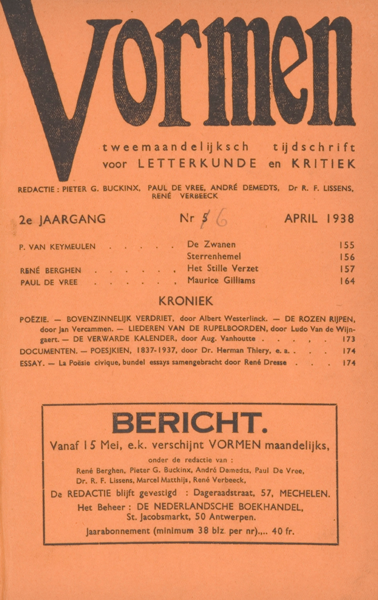 Vormen
tweemaandelijksch tijdschrift
voor LETTERKUNDE en KRITIEK
REDACTIE : PIETER G. BUCKINX, PAUL DE VREE, ANDRÉ DEMEDTS, Dr R. F. LISSENS,
RENÉ VERBEECK
2e JAARGANG Nr 5 6 APRIL 1938
P. VAN KEYMEULEN . . . . . De Zwanen 155
Sterrenhemel 156
RENÉ BERGHEN . . . . . . Het Stille Verzet 157
PAUL DE VREE . . . . . . Maurice Gilliams 164
KRONIEK
POËZIE. — BOVENZINNELIJK VERDRIET, door Albert Westerlinck. — DE ROZEN RIJPEN,
door Jan Vercammen. — LIEDEREN VAN DE RUPELBOORDEN, door Ludo Van de Wijn-
gaert. — DE VERWARDE KALENDER, door Aug. Vanhoutte . . . . 173
DOCUMENTEN. — POESJKIEN, 1837-1937, door Dr. Herman Thiery, e. a. . . . 174
ESSAY. — La Poësie civique, bundel essays samengebracht door René Dresse . . . 174
BERICHT.
Vanaf 15 Mei, e.k. verschijnt VORMEN maandelijks,
onder de redactie van :
René Berghen, Pieter G. Buckinx, André Demedts, Paul De Vree,
Dr. R. F. Lissens, Marcel Matthijs, René Verbeeck,
De REDACTIE blijft gevestigd : Dageraadstraat, 57, MECHELEN.
Het Beheer : DE NEDERLANDSCHE BOEKHANDEL,
St. Jacobsmarkt, 50 Antwerpen.
Jaarabonnement (minimum 38 blz per nr).... 40 fr.